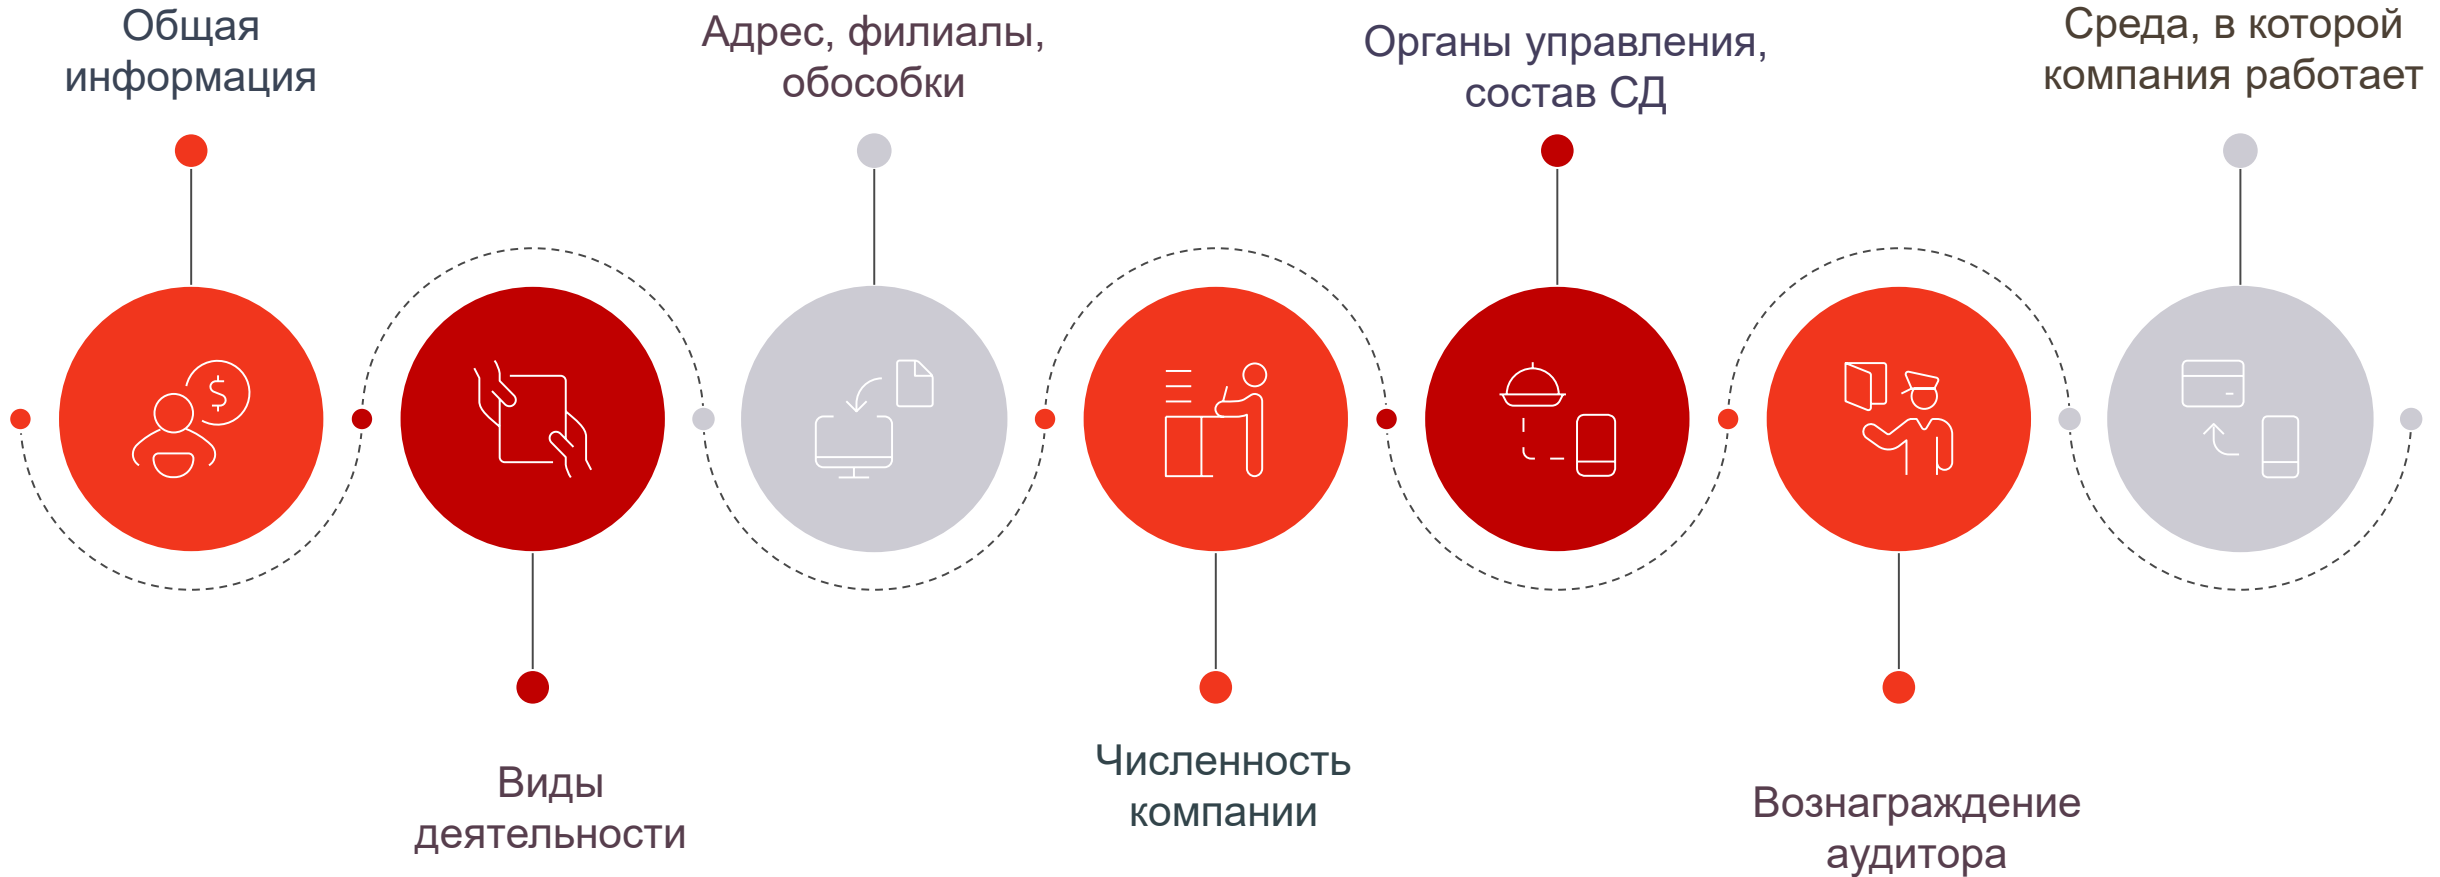 Общая
информация
Виды
деятельности
Адрес, филиалы,
обособки
Численность
компании
Органы управления,
состав СД
Вознаграждение
аудитора
Среда, в которой
компания работает
$